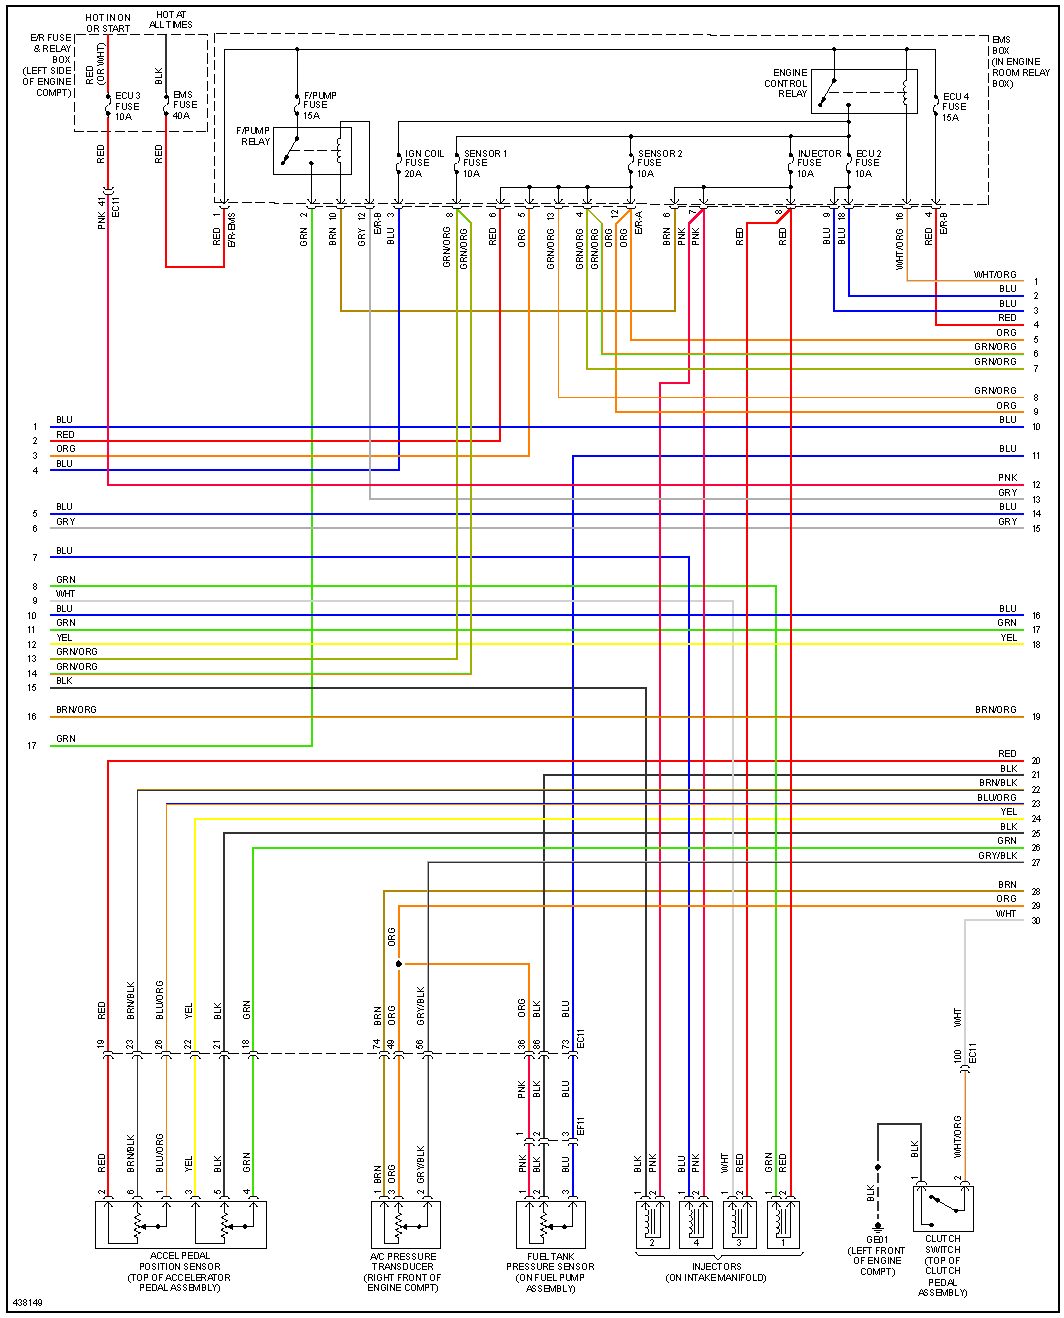 HOT IN ON
OR START
HOT AT
ALL TIMES
E/R FUSE
& RELAY
BOX
(LEFT SIDE
OF ENGINE
COMPT)
RED
(OR WHT)
BLK
ECU 3
FUSE
10A
EMS
FUSE
40A
F/PUMP
FUSE
15A
F/PUMP
RELAY
ENGINE
CONTROL
RELAY
ECU 4
FUSE
15A
EMS
BOX
(IN ENGINE
ROOM RELAY
BOX)
IGN COIL
FUSE
20A
SENSOR 1
FUSE
10A
SENSOR 2
FUSE
10A
INJECTOR
FUSE
10A
ECU 2
FUSE
10A
RED
RED
PNK 41
EC11
1
2
10
12
3
8
6
5
13
4
12
6
7
8
9
18
16
4
RED
E/R-EMS
GRN
BRN
GRY
E/R-B
BLU
GRN/ORG
GRN/ORG
RED
ORG
GRN/ORG
GRN/ORG
GRN/ORG
ORG
ORG
E/R-A
BRN
PNK
PNK
RED
RED
BLU
BLU
WHT/ORG
RED
E/R-B
WHT/ORG 1
BLU 2
BLU 3
RED 4
ORG 5
GRN/ORG 6
GRN/ORG 7
GRN/ORG 8
ORG 9
BLU 10
BLU 11
PNK 12
GRY 13
BLU 14
GRY 15
BLU 16
GRN 17
YEL 18
BRN/ORG 19
RED 20
BLK 21
BRN/BLK 22
BLU/ORG 23
YEL 24
BLK 25
GRN 26
GRY/BLK 27
BRN 28
ORG 29
WHT 30
1 BLU
2 RED
3 ORG
4 BLU
5 BLU
6 GRY
7 BLU
8 GRN
9 WHT
10 BLU
11 GRN
12 YEL
13 GRN/ORG
14 GRN/ORG
15 BLK
16 BRN/ORG
17 GRN
ORG
RED
BRN/BLK
BLU/ORG
YEL
BLK
GRN
BRN
ORG
GRY/BLK
ORG
BLK
BLU
WHT
19
23
26
22
21
18
74
49
56
36
86
73
EC11
100
EC11
PNK
BLK
BLU
1
2
3
EF11
RED
BRN/BLK
BLU/ORG
YEL
BLK
GRN
BRN
ORG
GRY/BLK
PNK
BLK
BLU
BLK
PNK
BLU
PNK
WHT
RED
GRN
RED
BLK
BLK
WHT/ORG
2
6
1
3
5
4
1
3
2
1
2
3
1
2
1
2
1
2
1
2
1
2
2
4
3
1
ACCEL PEDAL
POSITION SENSOR
(TOP OF ACCELERATOR
PEDAL ASSEMBLY)
A/C PRESSURE
TRANSDUCER
(RIGHT FRONT OF
ENGINE COMPT)
FUEL TANK
PRESSURE SENSOR
(ON FUEL PUMP
ASSEMBLY)
INJECTORS
(ON INTAKE MANIFOLD)
GE01
(LEFT FRONT
OF ENGINE
COMPT)
CLUTCH
SWITCH
(TOP OF
CLUTCH
PEDAL
ASSEMBLY)
438149